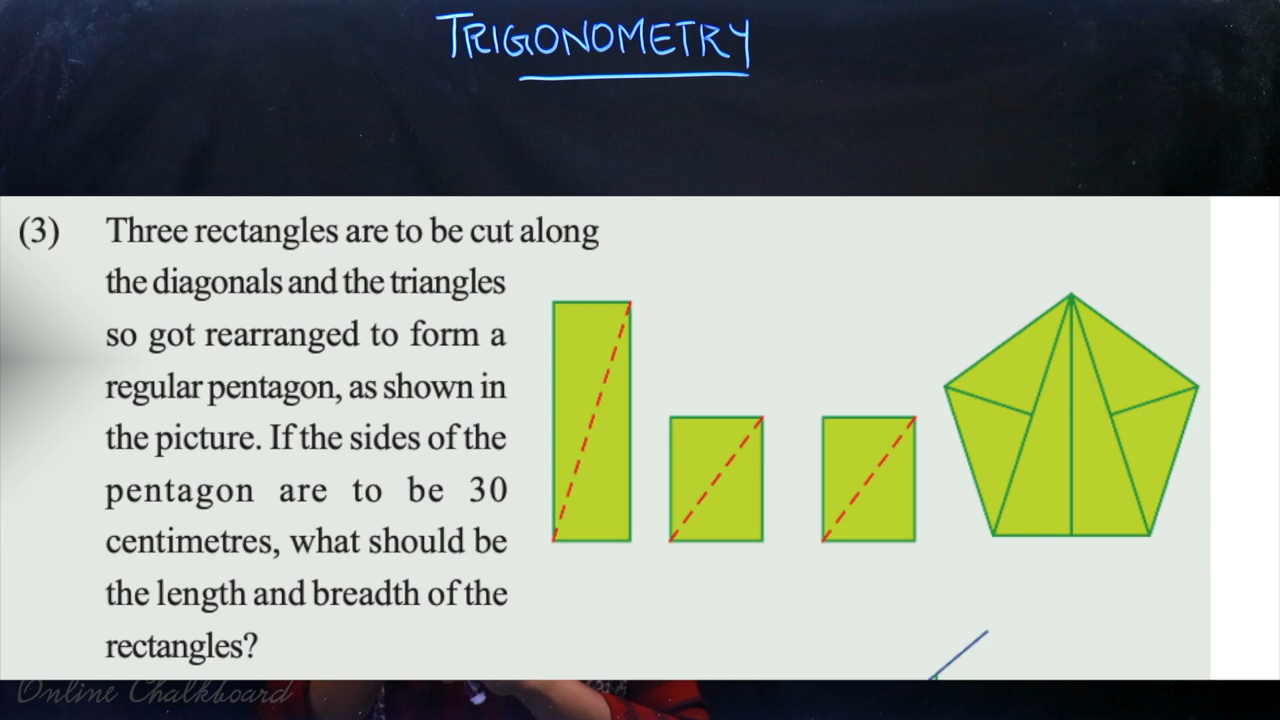 TRIGONOMETRY
(3) Three rectangles are to be cut along
the diagonals and the triangles
so got rearranged to form a
regular pentagon, as shown in
the picture. If the sides of the
pentagon are to be 30
centimetres, what should be
the length and breadth of the
rectangles?
Online Chalkboard